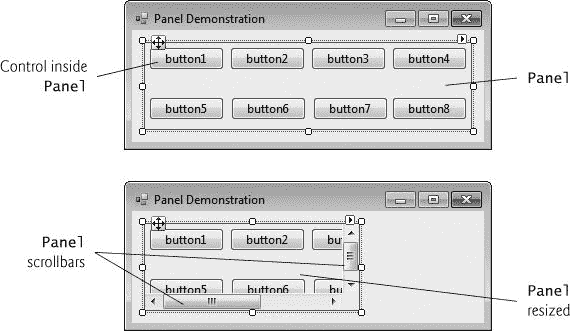 Panel Demonstration
button1 button2 button3 button4
Control inside
Panel
Panel
button5 button6 button7 button8
Panel Demonstration
button1 button2 bu
Panel
scrollbars
button5 button6 bu
Panel
resized